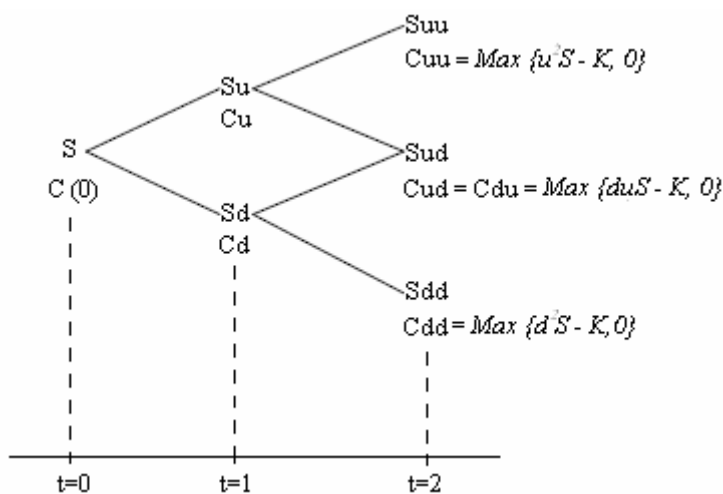 Suu
Cuu = Max {u²S - K, 0}
Su
Cu
S
C (0)
Sud
Cud = Cdu = Max {duS - K, 0}
Sd
Cd
Sdd
Cdd = Max {d²S - K, 0}
t=0
t=1
t=2